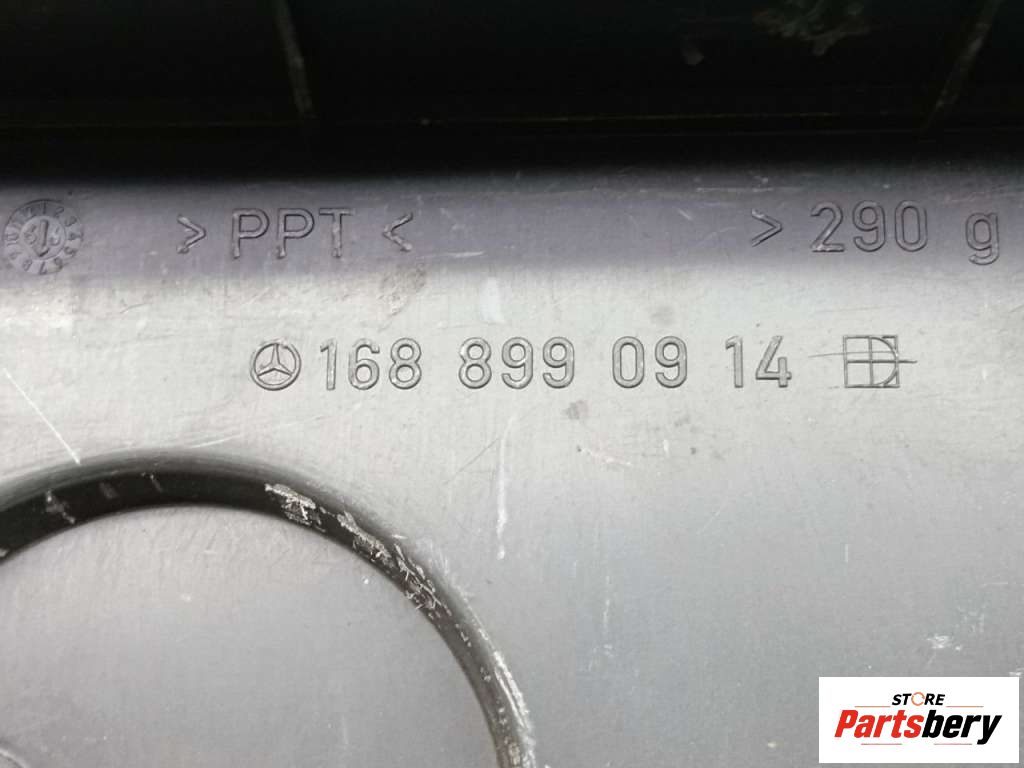 > PPT < > 290 g
168 899 09 14
STORE
Partsbery